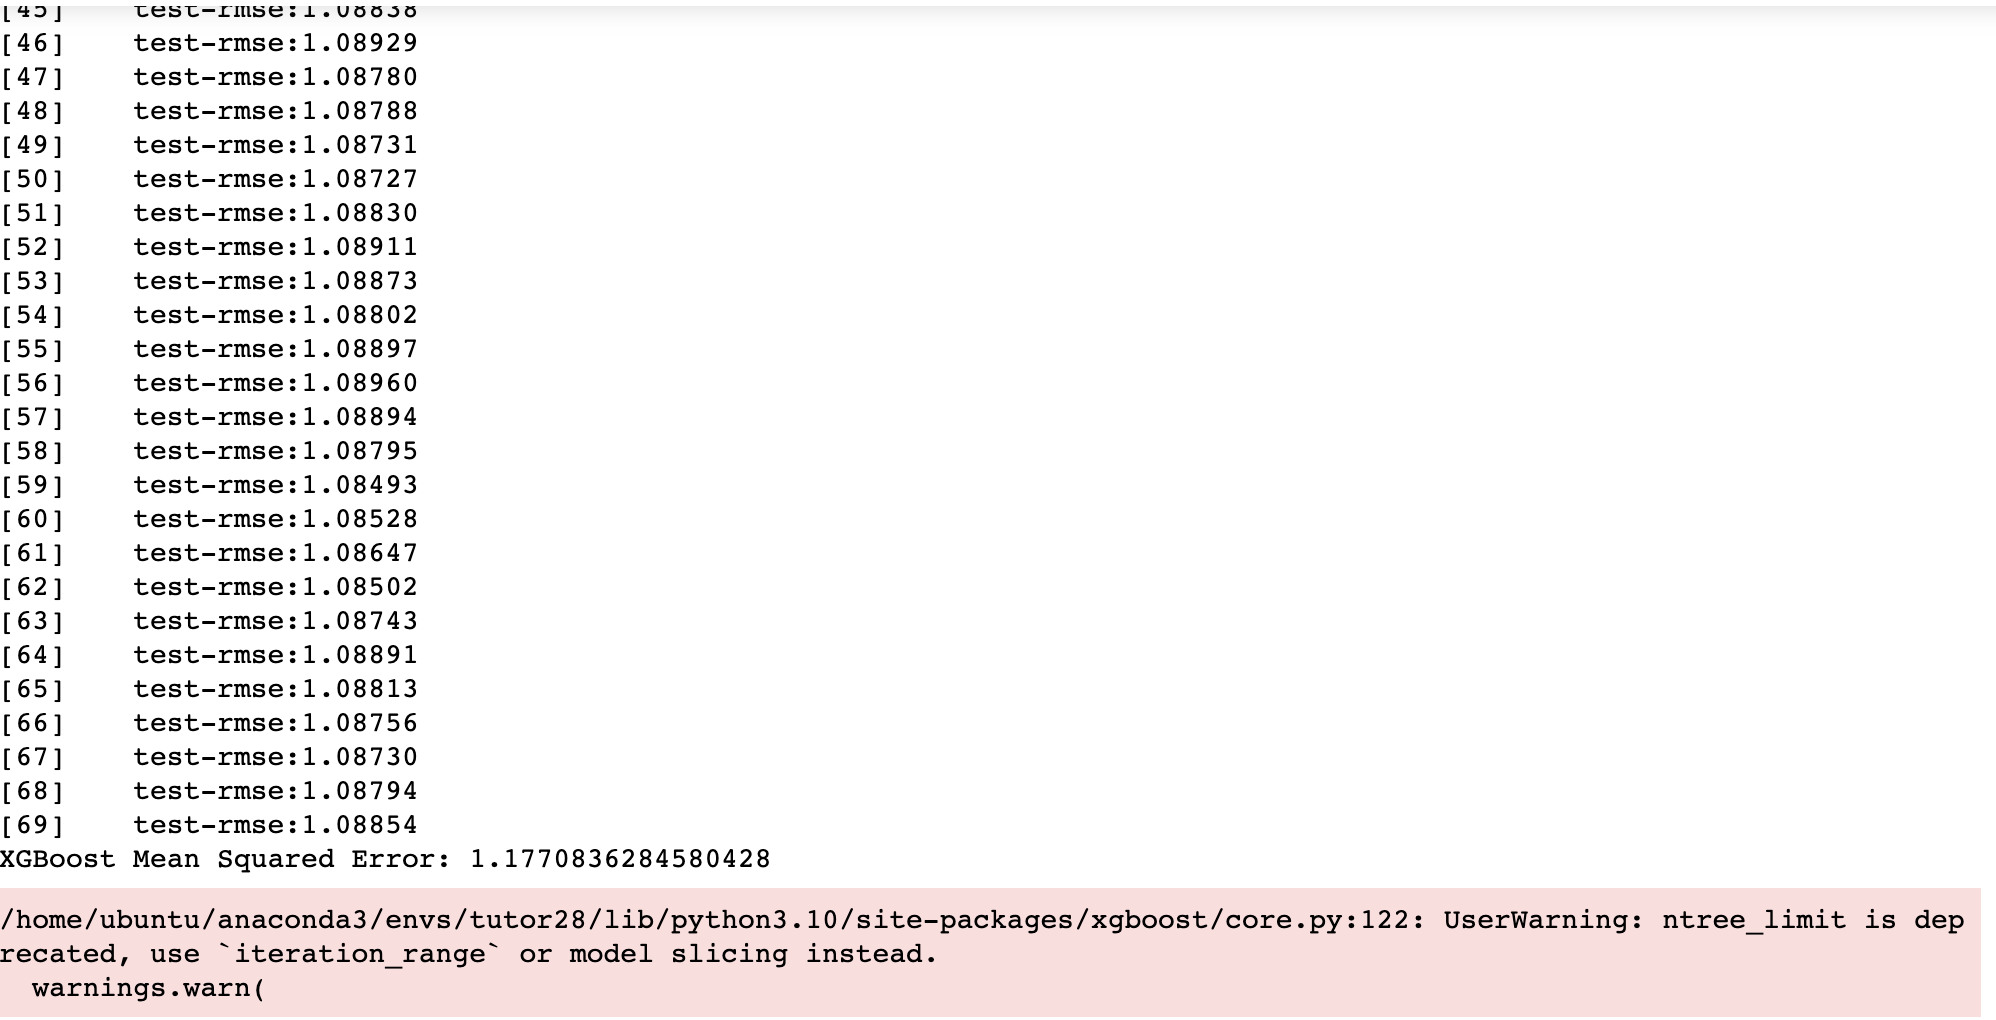 [45]    test-rmse:1.08838
[46]    test-rmse:1.08929
[47]    test-rmse:1.08780
[48]    test-rmse:1.08788
[49]    test-rmse:1.08731
[50]    test-rmse:1.08727
[51]    test-rmse:1.08830
[52]    test-rmse:1.08911
[53]    test-rmse:1.08873
[54]    test-rmse:1.08802
[55]    test-rmse:1.08897
[56]    test-rmse:1.08960
[57]    test-rmse:1.08894
[58]    test-rmse:1.08795
[59]    test-rmse:1.08493
[60]    test-rmse:1.08528
[61]    test-rmse:1.08647
[62]    test-rmse:1.08502
[63]    test-rmse:1.08743
[64]    test-rmse:1.08891
[65]    test-rmse:1.08813
[66]    test-rmse:1.08756
[67]    test-rmse:1.08730
[68]    test-rmse:1.08794
[69]    test-rmse:1.08854
XGBoost Mean Squared Error: 1.1770836284580428
/home/ubuntu/anaconda3/envs/tutor28/lib/python3.10/site-packages/xgboost/core.py:122: UserWarning: ntree_limit is dep
recated, use `iteration_range` or model slicing instead.
  warnings.warn(